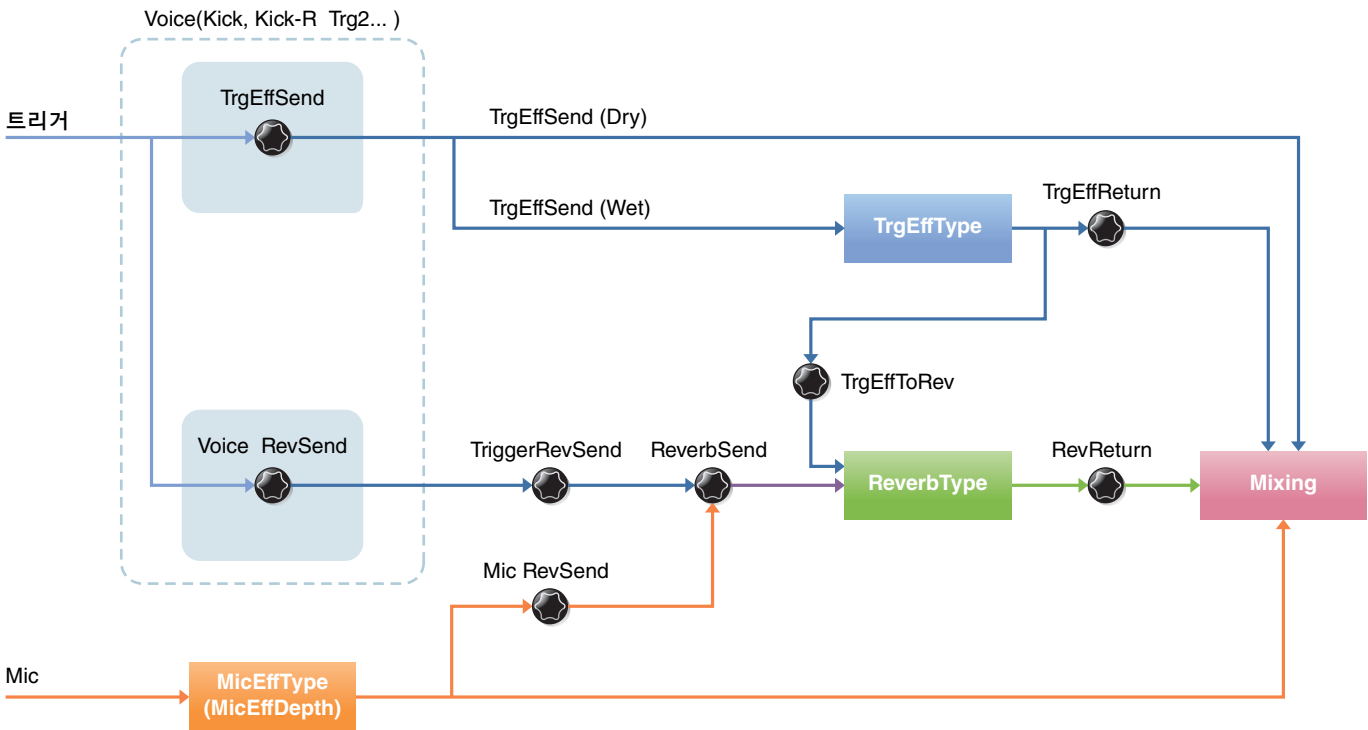 Voice(Kick, Kick-R Trg2... )
TrgEffSend
트리거
TrgEffSend (Dry)
TrgEffSend (Wet)
TrgEffType
TrgEffReturn
TrgEffToRev
Voice RevSend
TriggerRevSend
ReverbSend
ReverbType
RevReturn
Mixing
Mic RevSend
Mic
MicEffType
(MicEffDepth)